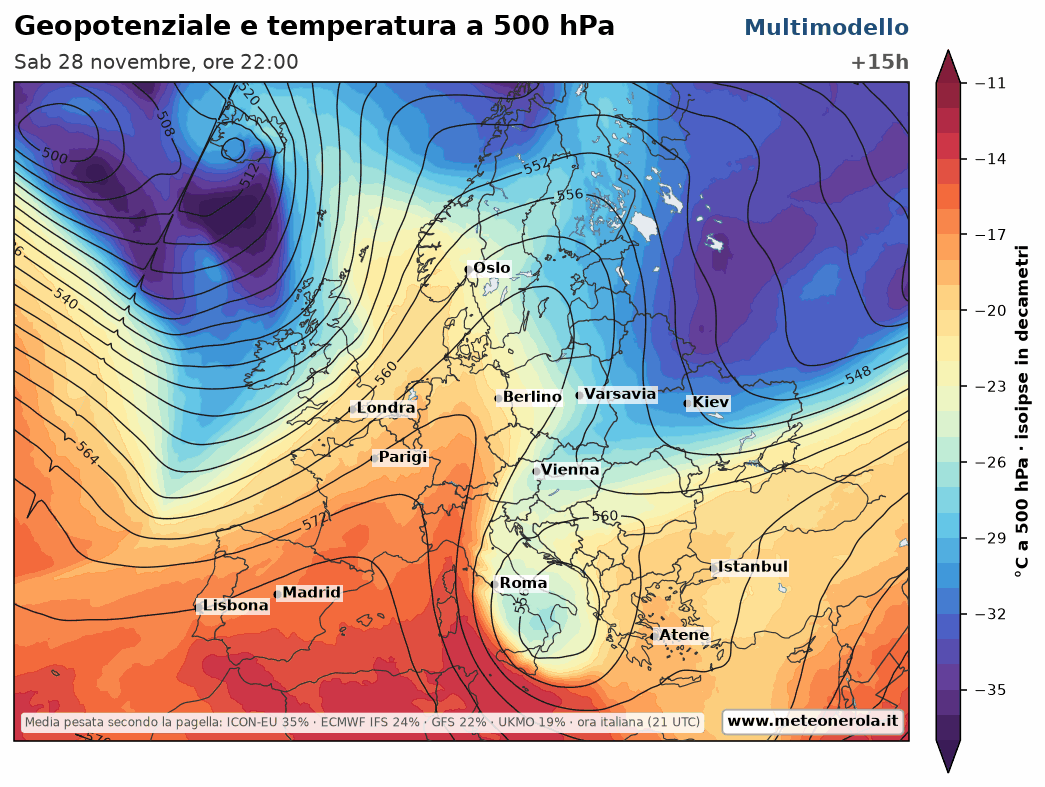 Geopotenziale e temperatura a 500 hPa
Multimodello
Sab 28 novembre, ore 22:00
+15h
520
508
500
512
552
556
540
560
548
564
572
560
Oslo
Londra
Berlino
Varsavia
Kiev
Parigi
Vienna
Roma
Istanbul
Madrid
Lisbona
Atene
−11
−14
−17
−20
−23
−26
−29
−32
−35
°C a 500 hPa · isoipse in decametri
Media pesata secondo la pagella: ICON-EU 35% · ECMWF IFS 24% · GFS 22% · UKMO 19% · ora italiana (21 UTC)
www.meteonerola.it